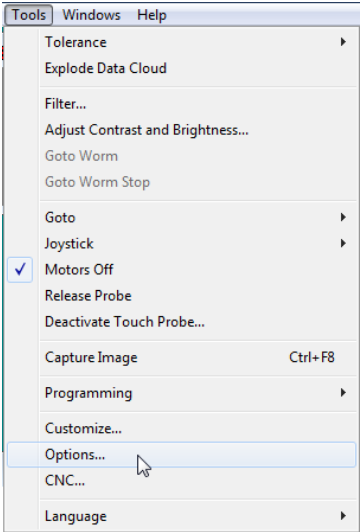 Tools Windows Help
Tolerance
Explode Data Cloud
Filter...
Adjust Contrast and Brightness...
Goto Worm
Goto Worm Stop
Goto
Joystick
Motors Off
Release Probe
Deactivate Touch Probe...
Capture Image Ctrl+F8
Programming
Customize...
Options...
CNC...
Language